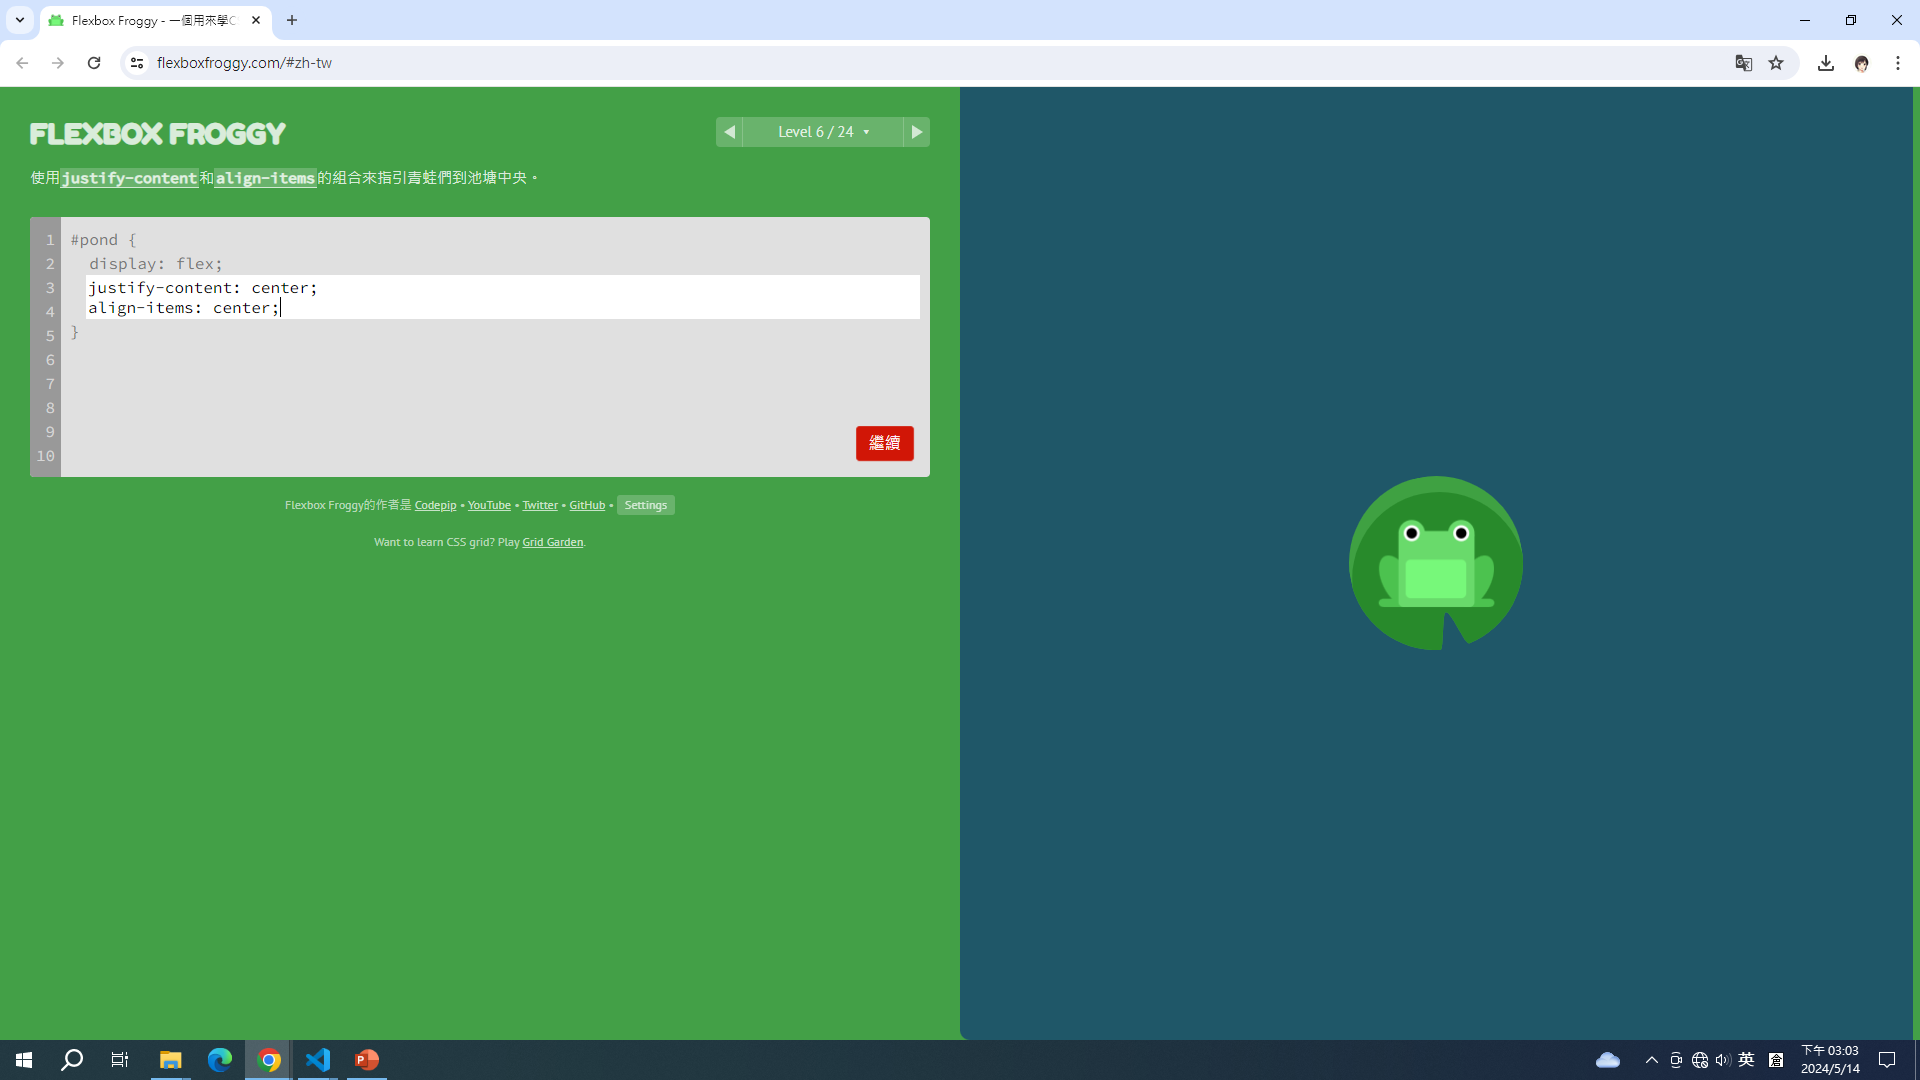 Flexbox Froggy - 一個用來學C
flexboxfroggy.com/#zh-tw
FLEXBOX FROGGY
Level 6 / 24
使用justify-content和align-items的組合來指引青蛙們到池塘中央。
1 #pond {
2 display: flex;
3 justify-content: center;
4 align-items: center;
5 }
6
7
8
9
10
繼續
Flexbox Froggy的作者是 Codepip • YouTube • Twitter • GitHub • Settings
Want to learn CSS grid? Play Grid Garden.
英
倉
下午 03:03
2024/5/14